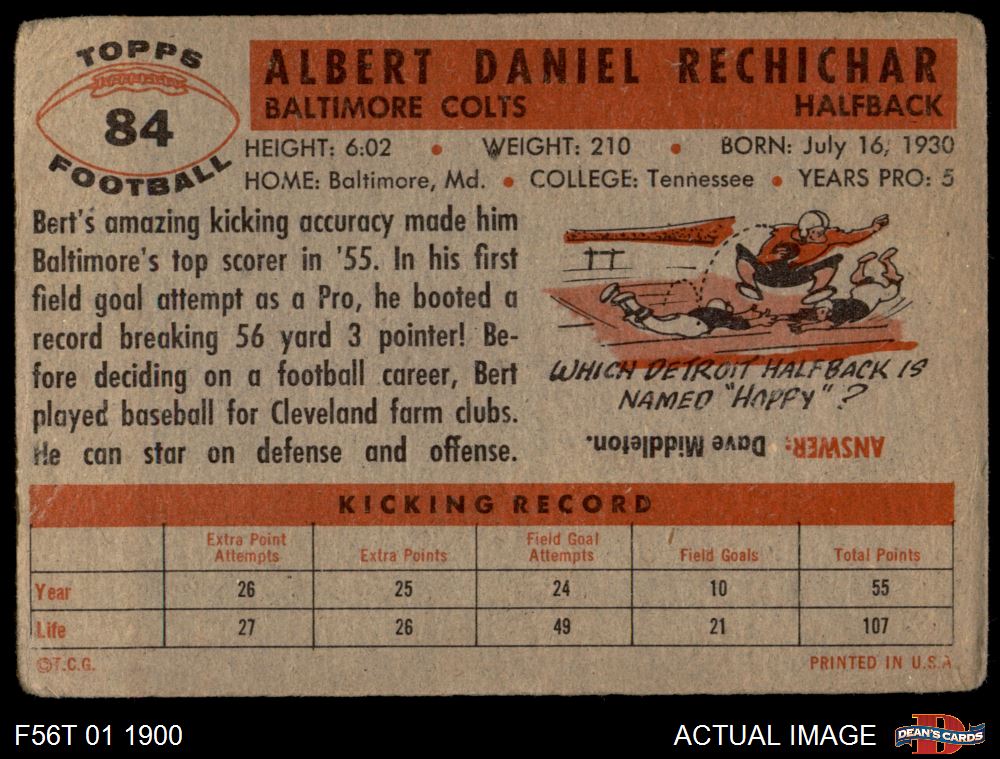 TOPPS
84
FOOTBALL
ALBERT DANIEL RECHICHAR
BALTIMORE COLTS HALFBACK
HEIGHT: 6:02 • WEIGHT: 210 • BORN: July 16, 1930
HOME: Baltimore, Md. • COLLEGE: Tennessee • YEARS PRO: 5
Bert's amazing kicking accuracy made him
Baltimore's top scorer in '55. In his first
field goal attempt as a Pro, he booted a
record breaking 56 yard 3 pointer! Be-
fore deciding on a football career, Bert
played baseball for Cleveland farm clubs.
He can star on defense and offense.
WHICH DETROIT HALFBACK IS
NAMED "HOPPY"?
ANSWER: Dave Middleton.
KICKING RECORD
Extra Point Attempts Extra Points Field Goal Attempts Field Goals Total Points
Year 26 25 24 10 55
Life 27 26 49 21 107
©T.C.G. PRINTED IN U.S.A
F56T 01 1900 ACTUAL IMAGE D DEAN'S CARDS